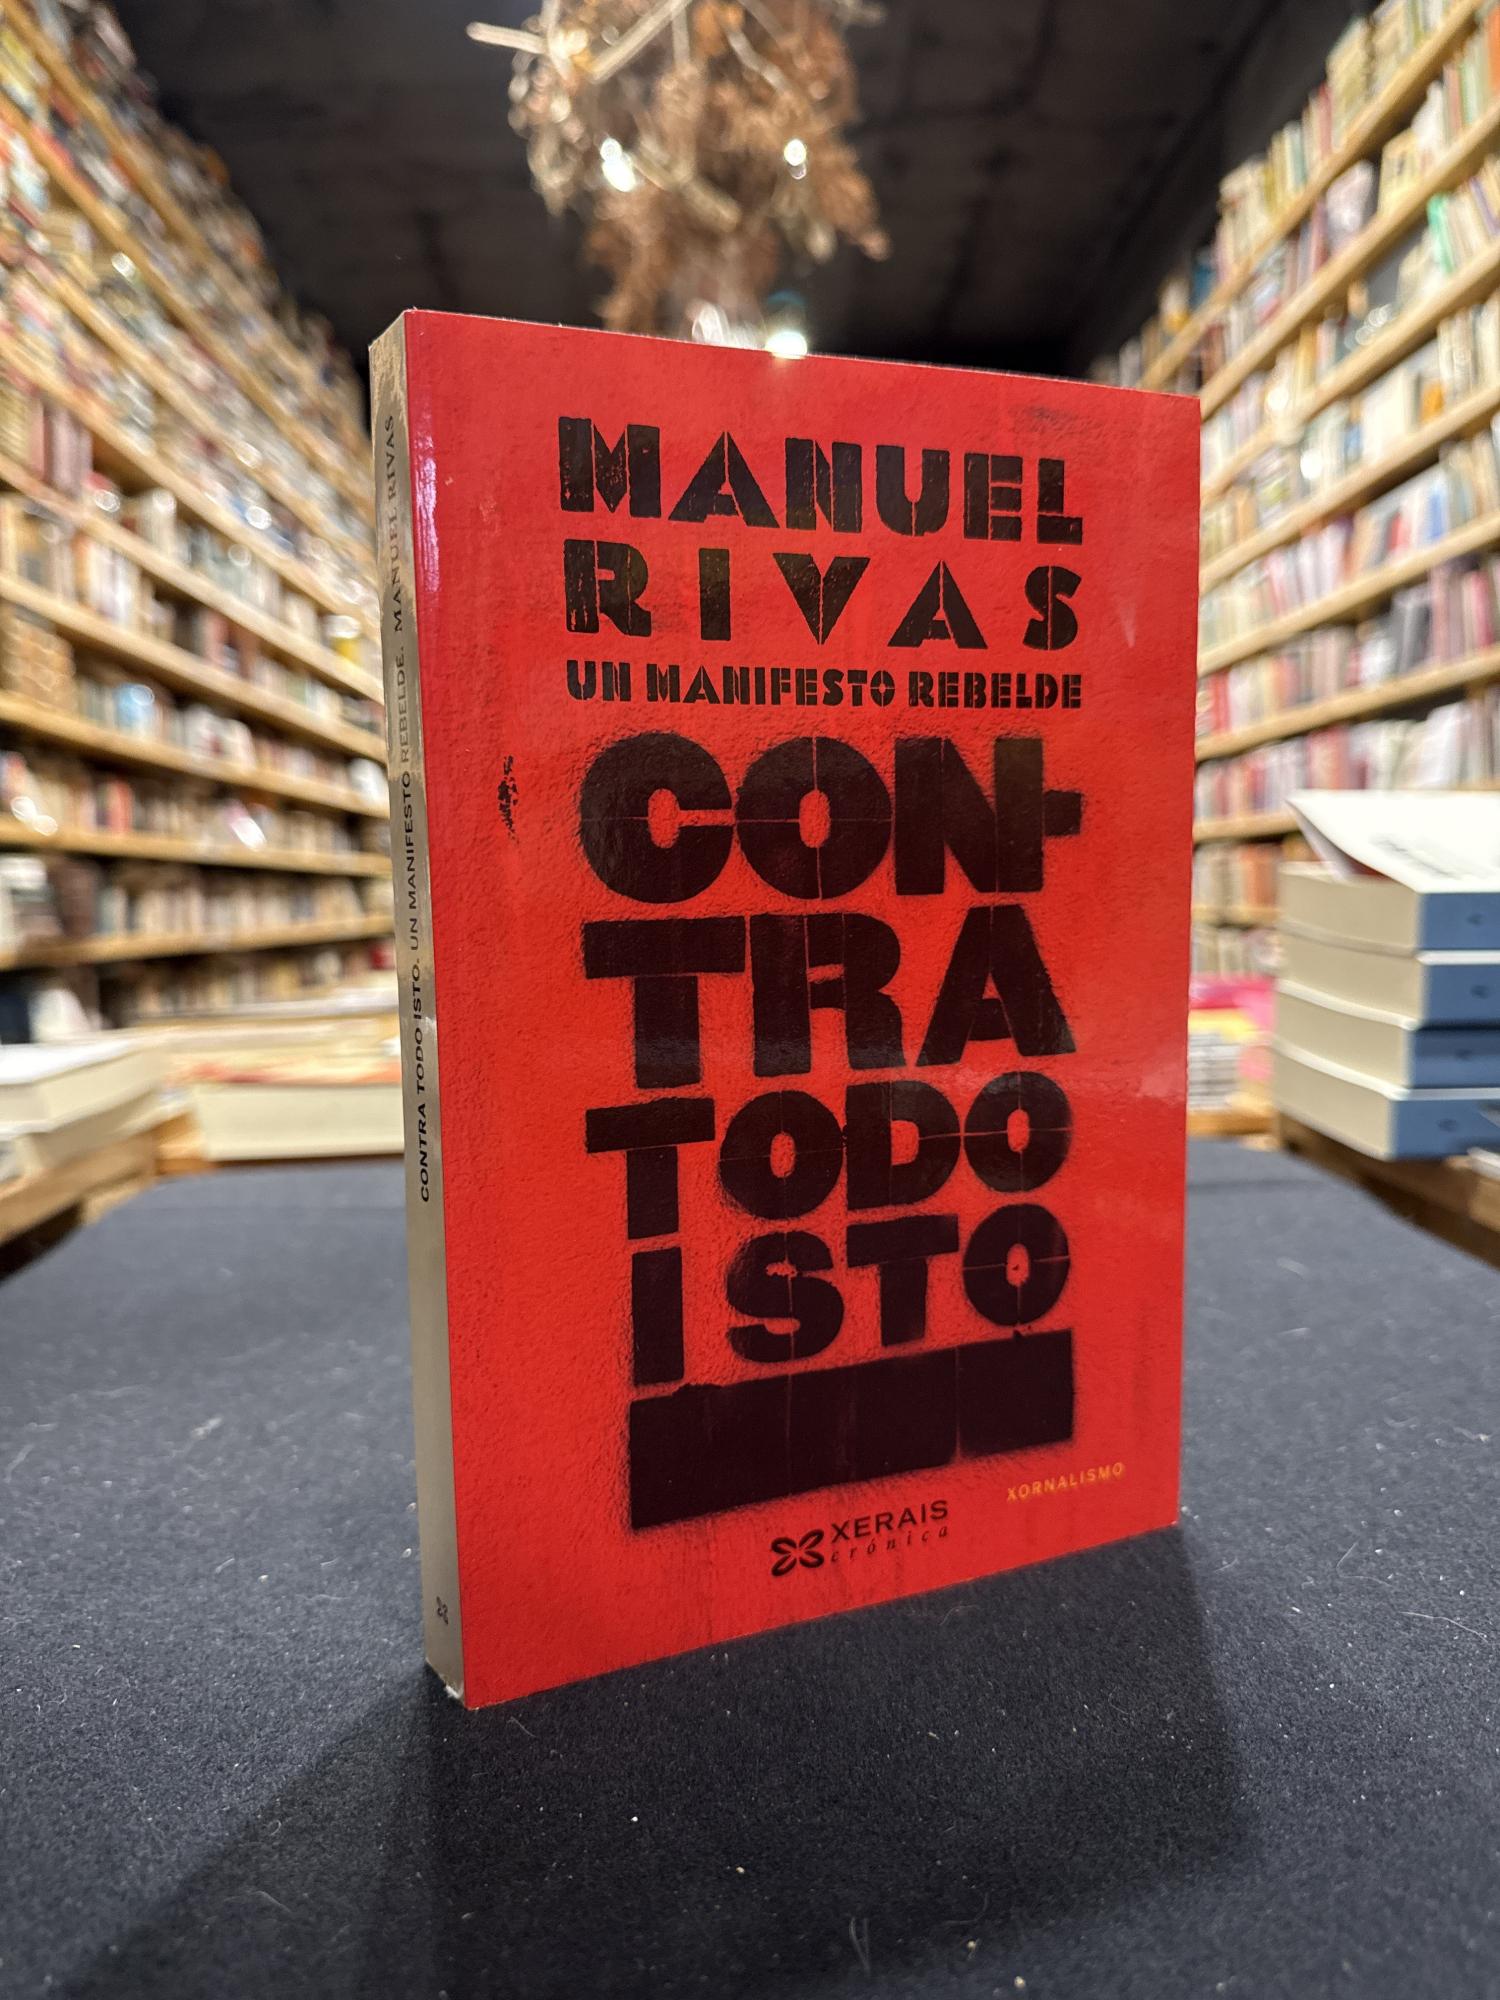 MANUEL
RIVAS
UN MANIFESTO REBELDE
CON-
TRA
TODO
ISTO
XORNALISMO
XERAIS
crónica
CONTRA TODO ISTO. UN MANIFESTO REBELDE. MANUEL RIVAS